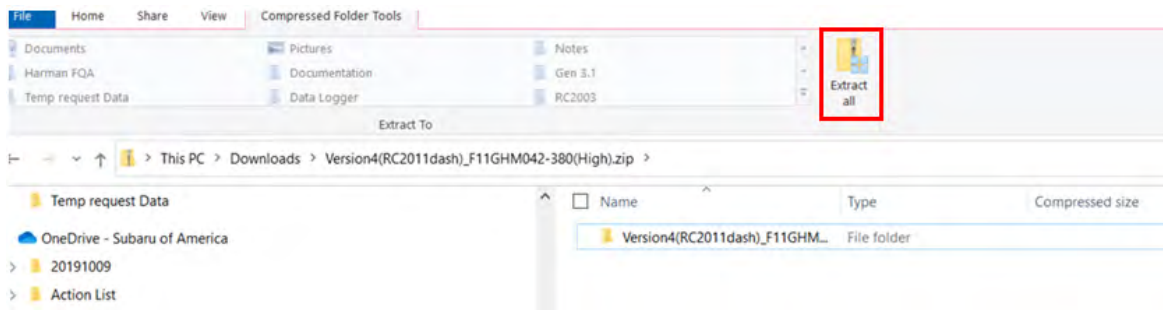 File Home Share View Compressed Folder Tools
Documents Pictures Notes
Harman FQA Documentation Gen 3.1
Temp request Data Data Logger RC2003
Extract all
Extract To
> This PC > Downloads > Version4(RC2011dash)_F11GHM042-380(High).zip >
Temp request Data Name Type Compressed size
OneDrive - Subaru of America Version4(RC2011dash)_F11GHM... File folder
> 20191009
> Action List